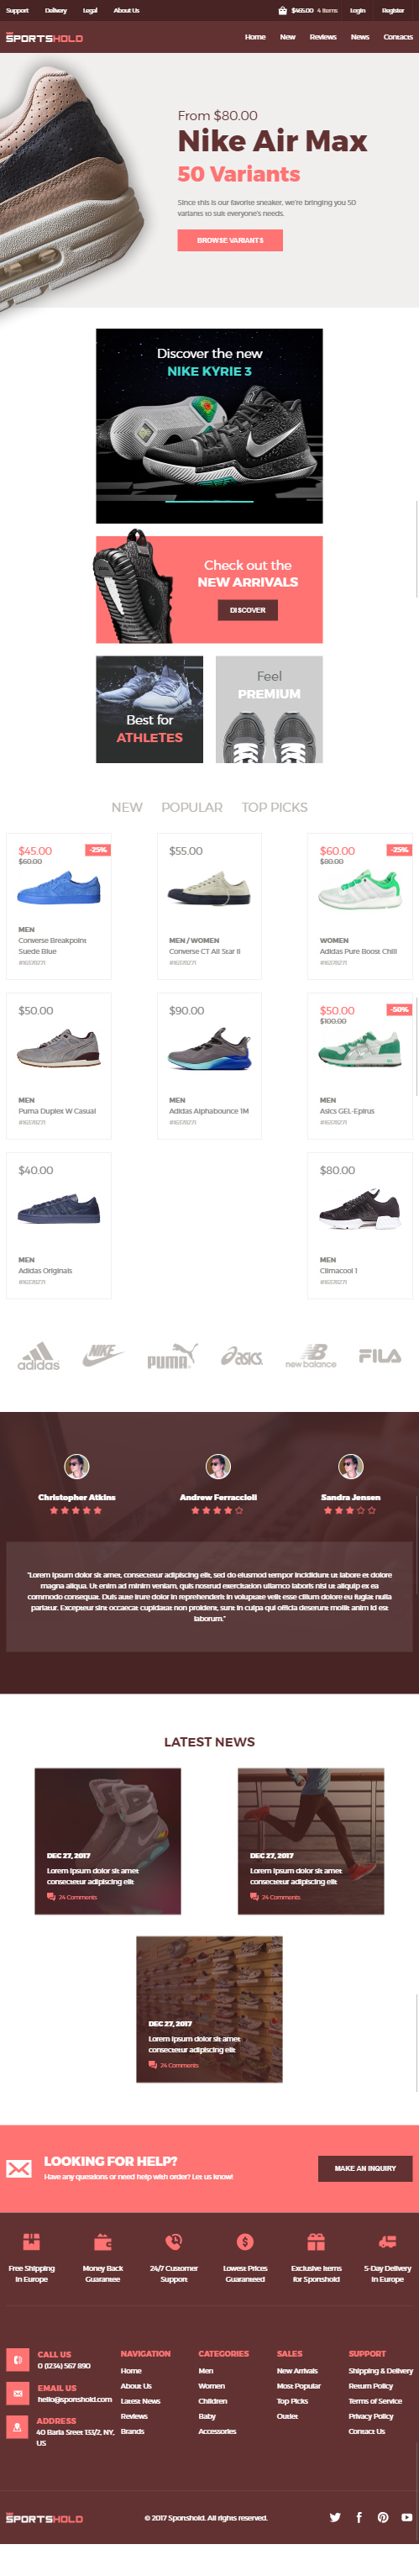 Support Delivery Legal About Us $465.00 4 Items Login Register
THE SPORTSHOLD
Home New Reviews News Contacts
From $80.00
Nike Air Max
50 Variants
Since this is our favorite sneaker, we're bringing you 50
variants to suit everyone's needs.
BROWSE VARIANTS
Discover the new
NIKE KYRIE 3
Check out the
NEW ARRIVALS
DISCOVER
Best for
ATHLETES
Feel
PREMIUM
NEW POPULAR TOP PICKS
$45.00
-25%
$60.00
MEN
Converse Breakpoint
Suede Blue
$55.00
MEN / WOMEN
Converse CT All Star II
$60.00
-25%
$80.00
WOMEN
Adidas Pure Boost Chill
$50.00
MEN
Puma Duplex W Casual
$90.00
MEN
Adidas Alphabounce 1M
$50.00
-50%
$100.00
MEN
Asics GEL-Epirus
$40.00
MEN
Adidas Originals
$80.00
MEN
Climacool 1
adidas NIKE PUMA asics new balance FILA
Christopher Atkins
Andrew Ferraccioli
Sandra Jensen
"Lorem ipsum dolor sit amet, consectetur adipiscing elit, sed do eiusmod tempor incididunt ut labore et dolore
magna aliqua. Ut enim ad minim veniam, quis nostrud exercitation ullamco laboris nisi ut aliquip ex ea
commodo consequat. Duis aute irure dolor in reprehenderit in voluptate velit esse cillum dolore eu fugiat nulla
pariatur. Excepteur sint occaecat cupidatat non proident, sunt in culpa qui officia deserunt mollit anim id est
laborum."
LATEST NEWS
DEC 27, 2017
Lorem ipsum dolor sit amet
consectetur adipiscing elit
24 Comments
DEC 27, 2017
Lorem ipsum dolor sit amet
consectetur adipiscing elit
24 Comments
DEC 27, 2017
Lorem ipsum dolor sit amet
consectetur adipiscing elit
24 Comments
LOOKING FOR HELP?
Have any questions or need help with order? Let us know!
MAKE AN INQUIRY
Free Shipping
in Europe
Money Back
Guarantee
24/7 Customer
Support
Lowest Prices
Guaranteed
Exclusive Items
for Sportshold
5-Day Delivery
in Europe
CALL US
0 (1234) 567 890
EMAIL US
hello@sportshold.com
ADDRESS
40 Baria Sreet 133/2, NY,
US
NAVIGATION
Home
About Us
Latest News
Reviews
Brands
CATEGORIES
Men
Women
Children
Baby
Accessories
SALES
New Arrivals
Most Popular
Top Picks
Outlet
SUPPORT
Shipping & Delivery
Return Policy
Terms of Service
Privacy Policy
Contact Us
THE SPORTSHOLD
© 2017 Sportshold. All rights reserved.